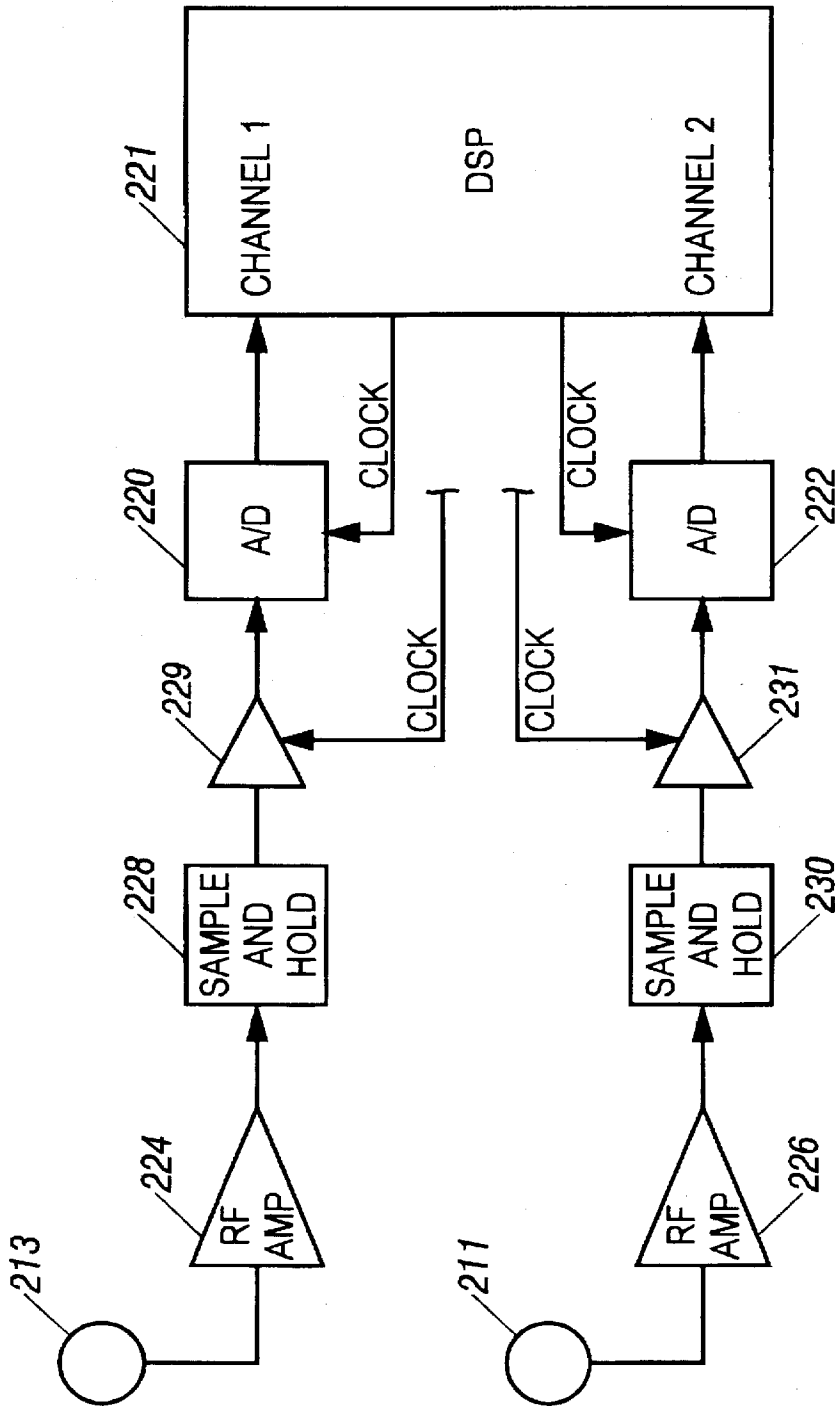 213
224
RF
AMP
228
SAMPLE
AND
HOLD
229
CLOCK
220
A/D
CLOCK
221
CHANNEL 1
DSP
CHANNEL 2
211
226
RF
AMP
230
SAMPLE
AND
HOLD
231
CLOCK
222
A/D
CLOCK